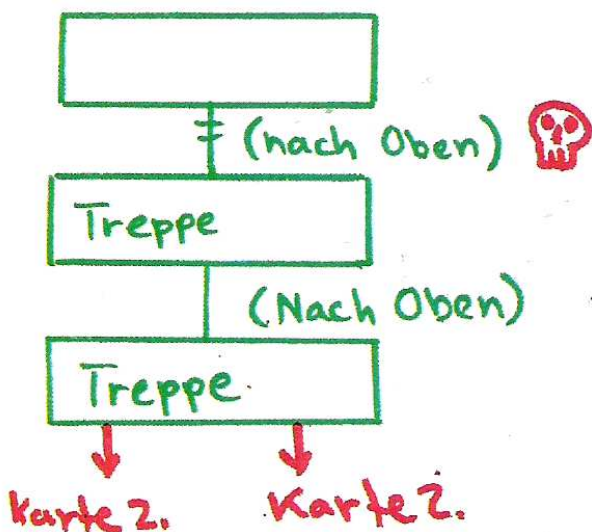 (nach Oben)
Treppe
(Nach Oben)
Treppe.
Karte 2. Karte 2.